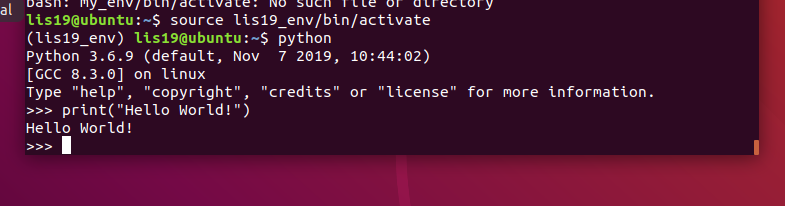 al
bash: my_env/bin/activate: No such file or directory
lis19@ubuntu:~$ source lis19_env/bin/activate
(lis19_env) lis19@ubuntu:~$ python
Python 3.6.9 (default, Nov  7 2019, 10:44:02)
[GCC 8.3.0] on linux
Type "help", "copyright", "credits" or "license" for more information.
>>> print("Hello World!")
Hello World!
>>>